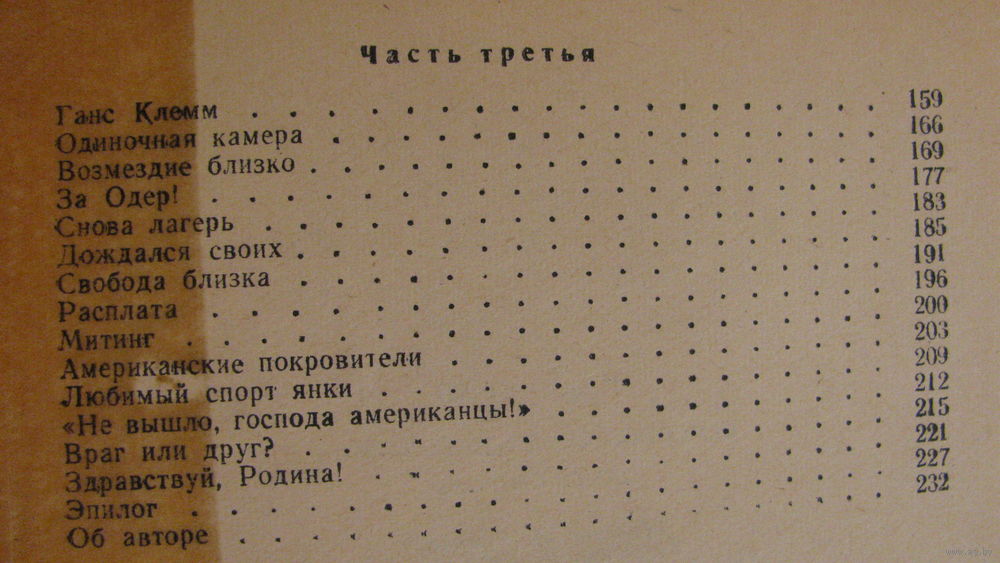 Часть третья
Ганс Клемм . . . . . . . . . . . . . . . 159
Одиночная камера . . . . . . . . . . . . . 166
Возмездие близко . . . . . . . . . . . . . 169
За Одер! . . . . . . . . . . . . . . . . 177
Снова лагерь . . . . . . . . . . . . . . 183
Дождался своих . . . . . . . . . . . . . 185
Свобода близка . . . . . . . . . . . . . 191
Расплата . . . . . . . . . . . . . . . . 196
Митинг . . . . . . . . . . . . . . . . . 200
Американские покровители . . . . . . . . . 203
Любимый спорт янки . . . . . . . . . . . . 209
«Не вышло, господа американцы!» . . . . . . 212
Враг или друг? . . . . . . . . . . . . . 215
Здравствуй, Родина! . . . . . . . . . . . 221
Эпилог . . . . . . . . . . . . . . . . . 227
Об авторе . . . . . . . . . . . . . . . 232